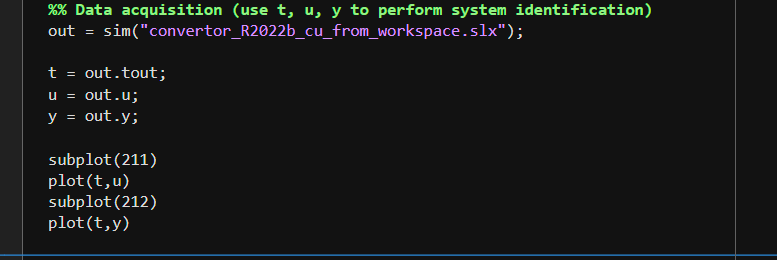 %% Data acquisition (use t, u, y to perform system identification)
out = sim("convertor_R2022b_cu_from_workspace.slx");
t = out.tout;
u = out.u;
y = out.y;
subplot(211)
plot(t,u)
subplot(212)
plot(t,y)